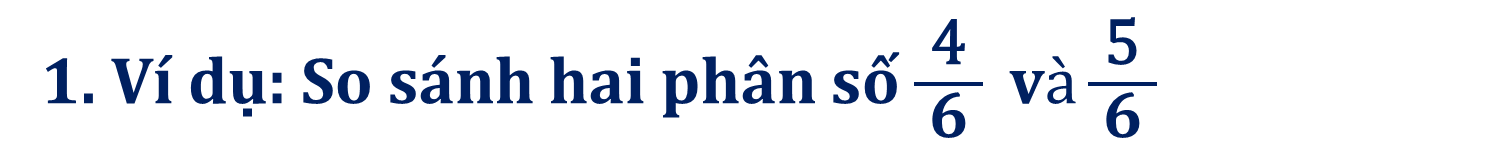 1. Ví dụ: So sánh hai phân số 4/6 và 5/6